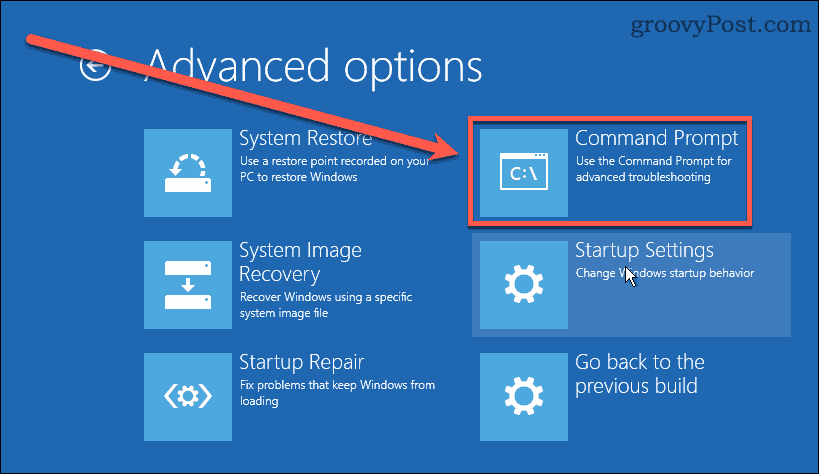 groovyPost.com
Advanced options
System Restore
Use a restore point recorded on your
PC to restore Windows
Command Prompt
Use the Command Prompt for
advanced troubleshooting
C:\
System Image
Recovery
Recover Windows using a specific
system image file
Startup Settings
Change Windows startup behavior
Startup Repair
Fix problems that keep Windows from
loading
Go back to the
previous build